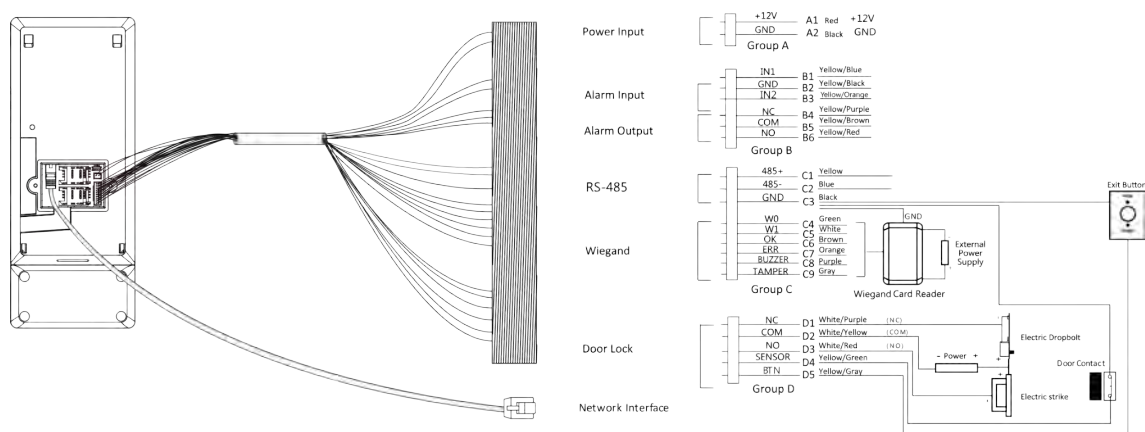 Power Input
+12V A1 Red +12V
GND A2 Black GND
Group A
Alarm Input
IN1 B1 Yellow/Blue
GND B2 Yellow/Black
IN2 B3 Yellow/Orange
Alarm Output
NC B4 Yellow/Purple
COM B5 Yellow/Brown
NO B6 Yellow/Red
Group B
RS-485
485+ C1 Yellow
485- C2 Blue
GND C3 Black
Exit Button
GND
Wiegand
W0 C4 Green
W1 C5 White
OK C6 Brown
ERR C7 Orange
BUZZER C8 Purple
TAMPER C9 Gray
Group C
External
Power
Supply
Wiegand Card Reader
Door Lock
NC D1 White/Purple (NC)
COM D2 White/Yellow (COM)
NO D3 White/Red (NO)
SENSOR D4 Yellow/Green
BTN D5 Yellow/Gray
Group D
Electric Dropbolt
- Power +
Door Contact
Electric strike
Network Interface